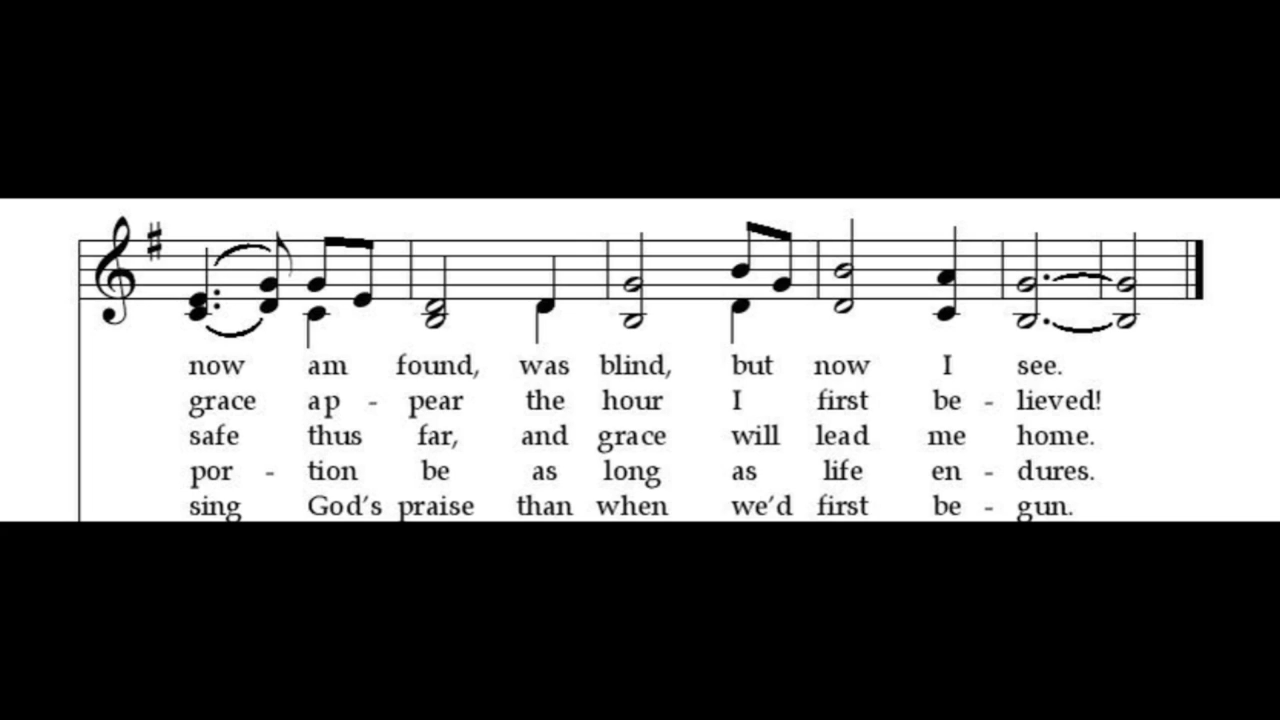 now am found, was blind, but now I see.
grace ap - pear the hour I first be - lieved!
safe thus far, and grace will lead me home.
por - tion be as long as life en - dures.
sing God's praise than when we'd first be - gun.